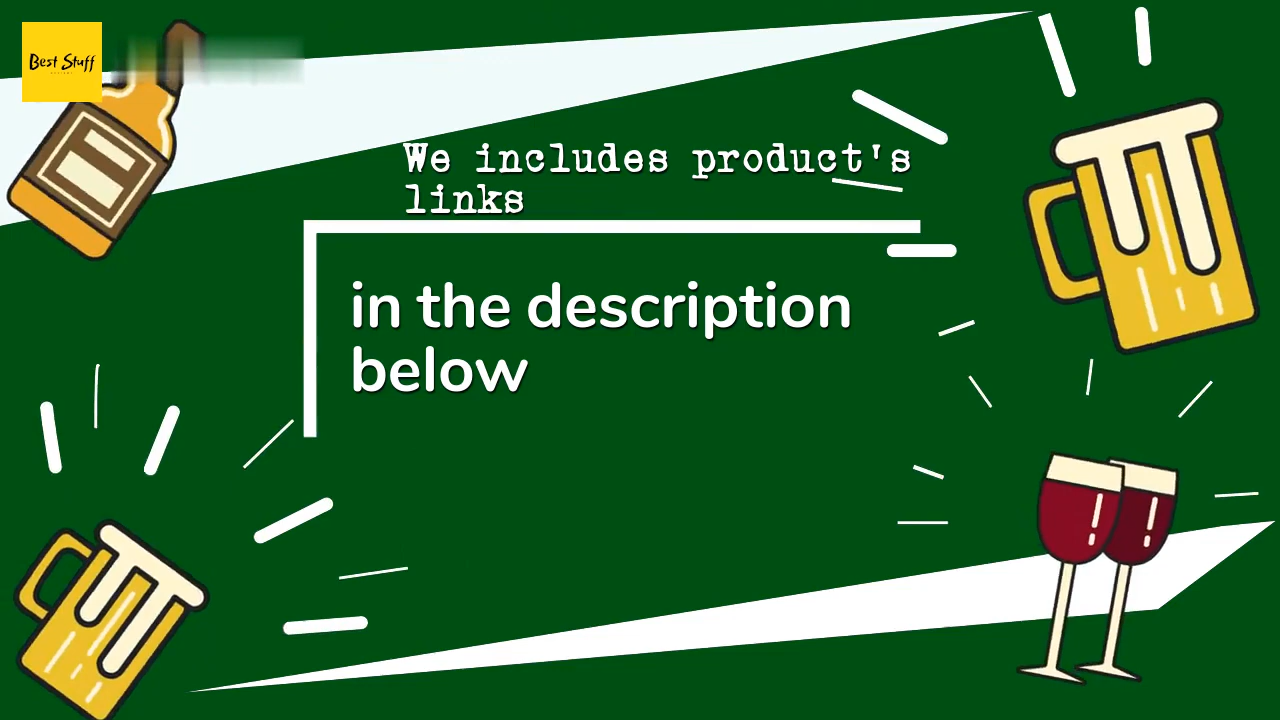 Best Stuff
We includes product's
links
in the description
below